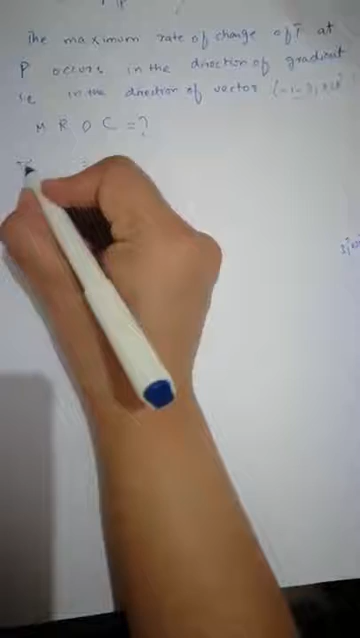 The maximum rate of change of T at
P occurs in the direction of gradient
i.e in the direction of vector
M R O C = ?